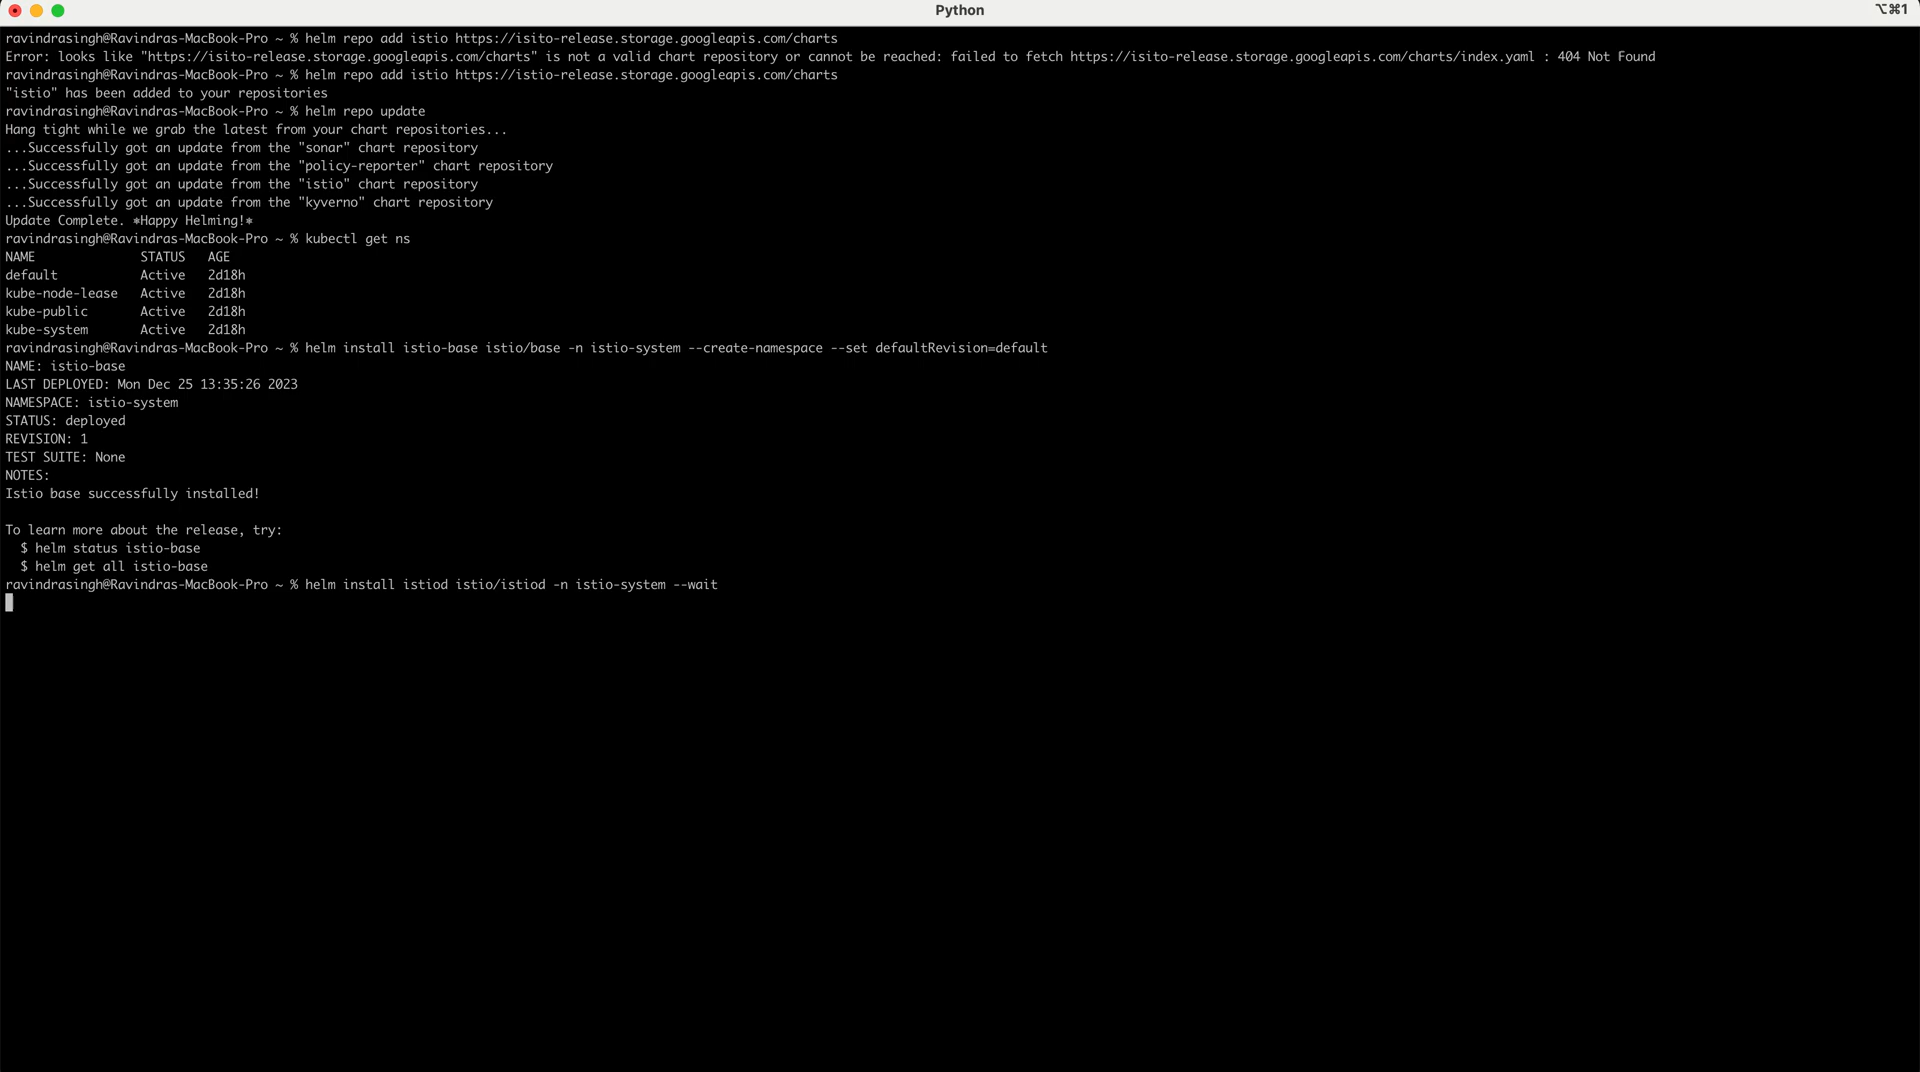 Python
⌥⌘1
ravindrasingh@Ravindras-MacBook-Pro ~ % helm repo add istio https://isito-release.storage.googleapis.com/charts
Error: looks like "https://isito-release.storage.googleapis.com/charts" is not a valid chart repository or cannot be reached: failed to fetch https://isito-release.storage.googleapis.com/charts/index.yaml : 404 Not Found
ravindrasingh@Ravindras-MacBook-Pro ~ % helm repo add istio https://istio-release.storage.googleapis.com/charts
"istio" has been added to your repositories
ravindrasingh@Ravindras-MacBook-Pro ~ % helm repo update
Hang tight while we grab the latest from your chart repositories...
...Successfully got an update from the "sonar" chart repository
...Successfully got an update from the "policy-reporter" chart repository
...Successfully got an update from the "istio" chart repository
...Successfully got an update from the "kyverno" chart repository
Update Complete. ⎈Happy Helming!⎈
ravindrasingh@Ravindras-MacBook-Pro ~ % kubectl get ns
NAME              STATUS   AGE
default           Active   2d18h
kube-node-lease   Active   2d18h
kube-public       Active   2d18h
kube-system       Active   2d18h
ravindrasingh@Ravindras-MacBook-Pro ~ % helm install istio-base istio/base -n istio-system --create-namespace --set defaultRevision=default
NAME: istio-base
LAST DEPLOYED: Mon Dec 25 13:35:26 2023
NAMESPACE: istio-system
STATUS: deployed
REVISION: 1
TEST SUITE: None
NOTES:
Istio base successfully installed!
To learn more about the release, try:
  $ helm status istio-base
  $ helm get all istio-base
ravindrasingh@Ravindras-MacBook-Pro ~ % helm install istiod istio/istiod -n istio-system --wait